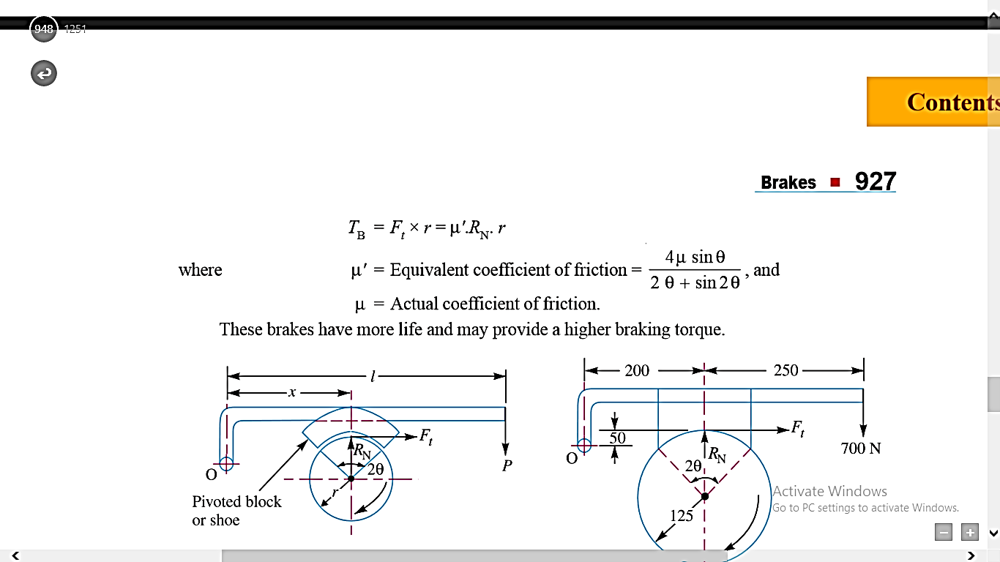 948 1251
Contents
Brakes ■ 927
T_B = F_t × r = μ′.R_N. r
where μ′ = Equivalent coefficient of friction = 4μ sin θ / 2 θ + sin 2θ , and
μ = Actual coefficient of friction.
These brakes have more life and may provide a higher braking torque.
l
x
F_t
R_N
2θ
r
P
O
Pivoted block
or shoe
200 250
50
F_t
R_N
2θ
700 N
O
125
Activate Windows
Go to PC settings to activate Windows.